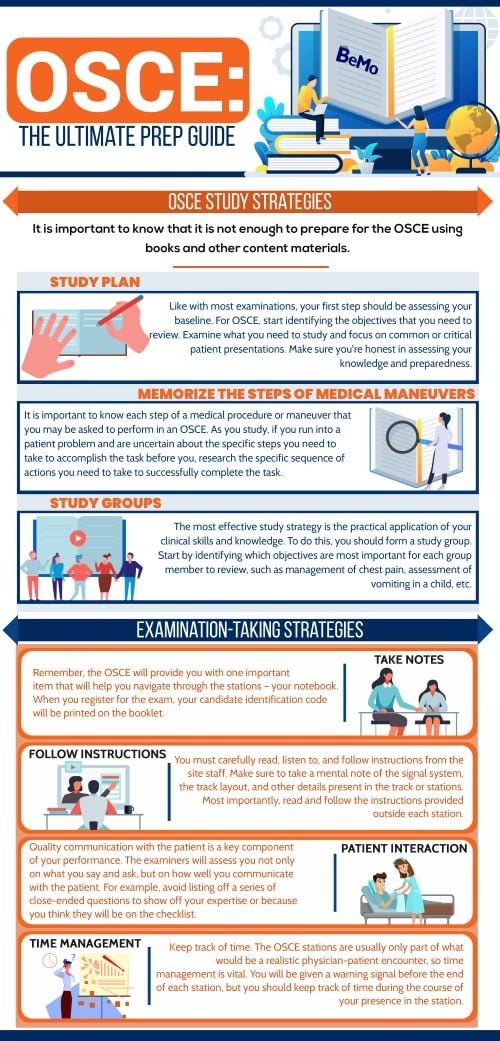 OSCE:
THE ULTIMATE PREP GUIDE
BeMo
OSCE STUDY STRATEGIES
It is important to know that it is not enough to prepare for the OSCE using
books and other content materials.
STUDY PLAN
Like with most examinations, your first step should be assessing your
baseline. For OSCE, start identifying the objectives that you need to
review. Examine what you need to study and focus on common or critical
patient presentations. Make sure you're honest in assessing your
knowledge and preparedness.
MEMORIZE THE STEPS OF MEDICAL MANEUVERS
It is important to know each step of a medical procedure or maneuver that
you may be asked to perform in an OSCE. As you study, if you run into a
patient problem and are uncertain about the specific steps you need to
take to accomplish the task before you, research the specific sequence of
actions you need to take to successfully complete the task.
STUDY GROUPS
The most effective study strategy is the practical application of your
clinical skills and knowledge. To do this, you should form a study group.
Start by identifying which objectives are most important for each group
member to review, such as management of chest pain, assessment of
vomiting in a child, etc.
EXAMINATION-TAKING STRATEGIES
TAKE NOTES
Remember, the OSCE will provide you with one important
item that will help you navigate through the stations – your notebook.
When you register for the exam, your candidate identification code
will be printed on the booklet.
FOLLOW INSTRUCTIONS
You must carefully read, listen to, and follow instructions from the
site staff. Make sure to take a mental note of the signal system,
the track layout, and other details present in the track or stations.
Most importantly, read and follow the instructions provided
outside each station.
PATIENT INTERACTION
Quality communication with the patient is a key component
of your performance. The examiners will assess you not only
on what you say and ask, but on how well you communicate
with the patient. For example, avoid listing off a series of
close-ended questions to show off your expertise or because
you think they will be on the checklist.
TIME MANAGEMENT
Keep track of time. The OSCE stations are usually only part of what
would be a realistic physician-patient encounter, so time
management is vital. You will be given a warning signal before the end
of each station, but you should keep track of time during the course of
your presence in the station.